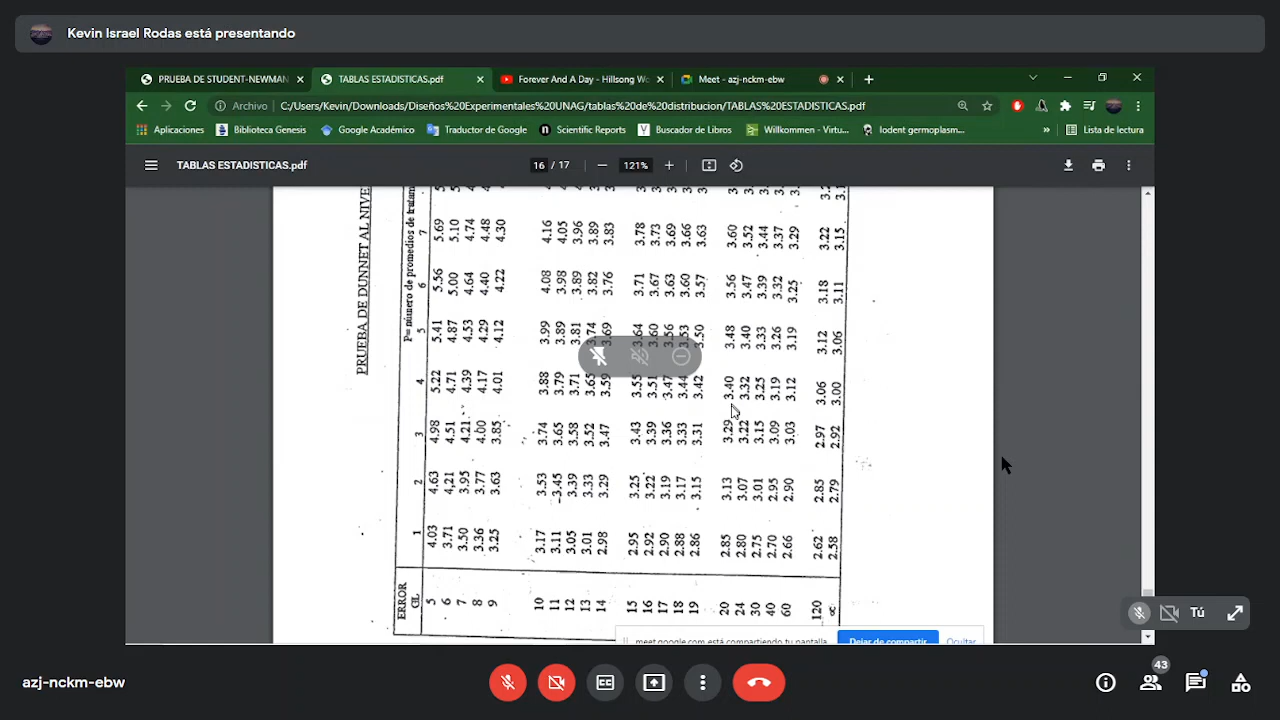 Kevin Israel Rodas está presentando
PRUEBA DE STUDENT-NEWMAN
TABLAS ESTADISTICAS.pdf
Forever And A Day - Hillsong Wo
Meet - azj-nckm-ebw
Archivo
C:/Users/Kevin/Downloads/Diseños%20Experimentales%20UNAG/tablas%20de%20distribucion/TABLAS%20ESTADISTICAS.pdf
Aplicaciones
Biblioteca Genesis
Google Académico
Traductor de Google
Scientific Reports
Buscador de Libros
Willkommen - Virtu...
Iodent germoplasm...
»
Lista de lectura
TABLAS ESTADISTICAS.pdf
16 / 17
121%
PRUEBA DE DUNNET AL NIVE
P= número de promedios de tratam
ERROR GL 1 2 3 4 5 6 7
5 4.03 4.63 4.98 5.22 5.41 5.56 5.69
6 3.71 4,21 4.51 4.71 4.87 5.00 5.10
7 3.50 3.95 4.21 4.39 4.53 4.64 4.74
8 3.36 3.77 4.00 4.17 4.29 4.40 4.48
9 3.25 3.63 3.85 4.01 4.12 4.22 4.30
10 3.17 3.53 3.74 3.88 3.99 4.08 4.16
11 3.11 3.45 3.65 3.79 3.89 3.98 4.05
12 3.05 3.39 3.58 3.71 3.81 3.89 3.96
13 3.01 3.33 3.52 3.65 3.74 3.82 3.89
14 2.98 3.29 3.47 3.59 3.69 3.76 3.83
15 2.95 3.25 3.43 3.55 3.64 3.71 3.78
16 2.92 3.22 3.39 3.51 3.60 3.67 3.73
17 2.90 3.19 3.36 3.47 3.56 3.63 3.69
18 2.88 3.17 3.33 3.44 3.53 3.60 3.66
19 2.86 3.15 3.31 3.42 3.50 3.57 3.63
20 2.85 3.13 3.29 3.40 3.48 3.56 3.60
24 2.80 3.07 3.22 3.32 3.40 3.47 3.52
30 2.75 3.01 3.15 3.25 3.33 3.39 3.44
40 2.70 2.95 3.09 3.19 3.26 3.32 3.37
60 2.66 2.90 3.03 3.12 3.19 3.25 3.29
120 2.62 2.85 2.97 3.06 3.12 3.18 3.22
∝ 2.58 2.79 2.92 3.00 3.06 3.11 3.15
meet.google.com está compartiendo tu pantalla.
Dejar de compartir
Ocultar
Tú
azj-nckm-ebw
43